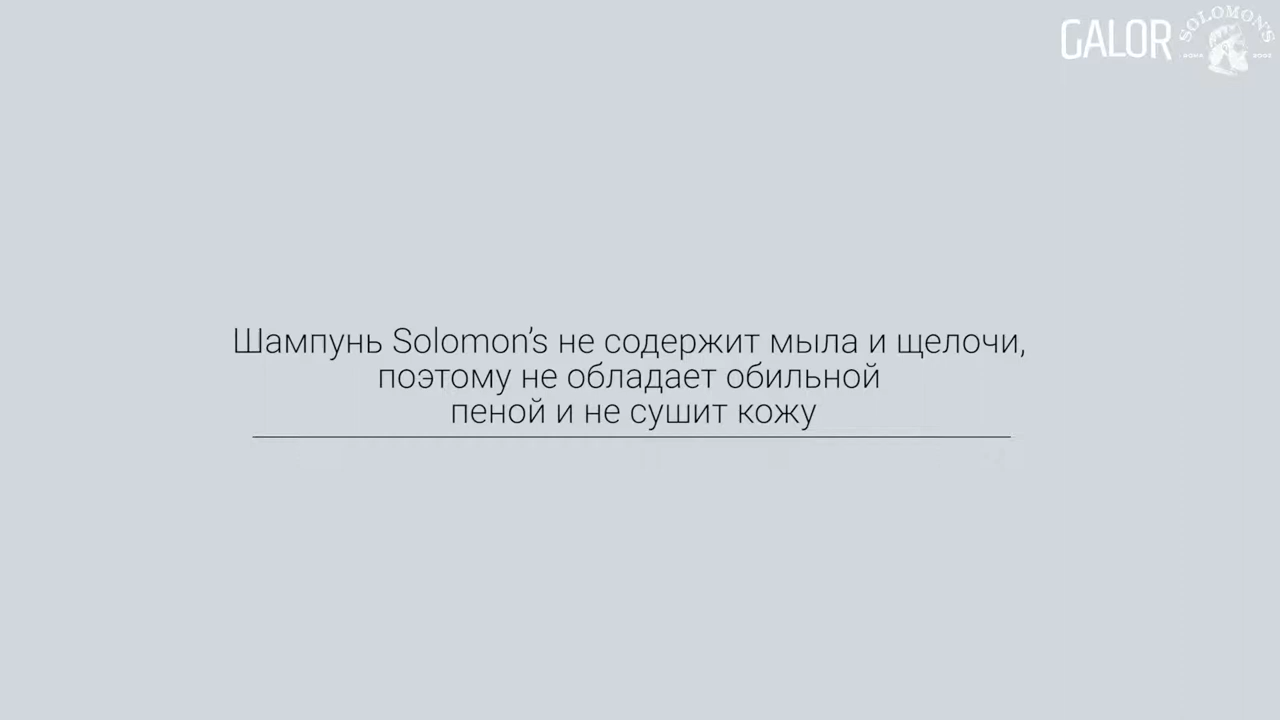 GALOR
SOLOMON'S
Шампунь Solomon’s не содержит мыла и щелочи,
поэтому не обладает обильной
пеной и не сушит кожу